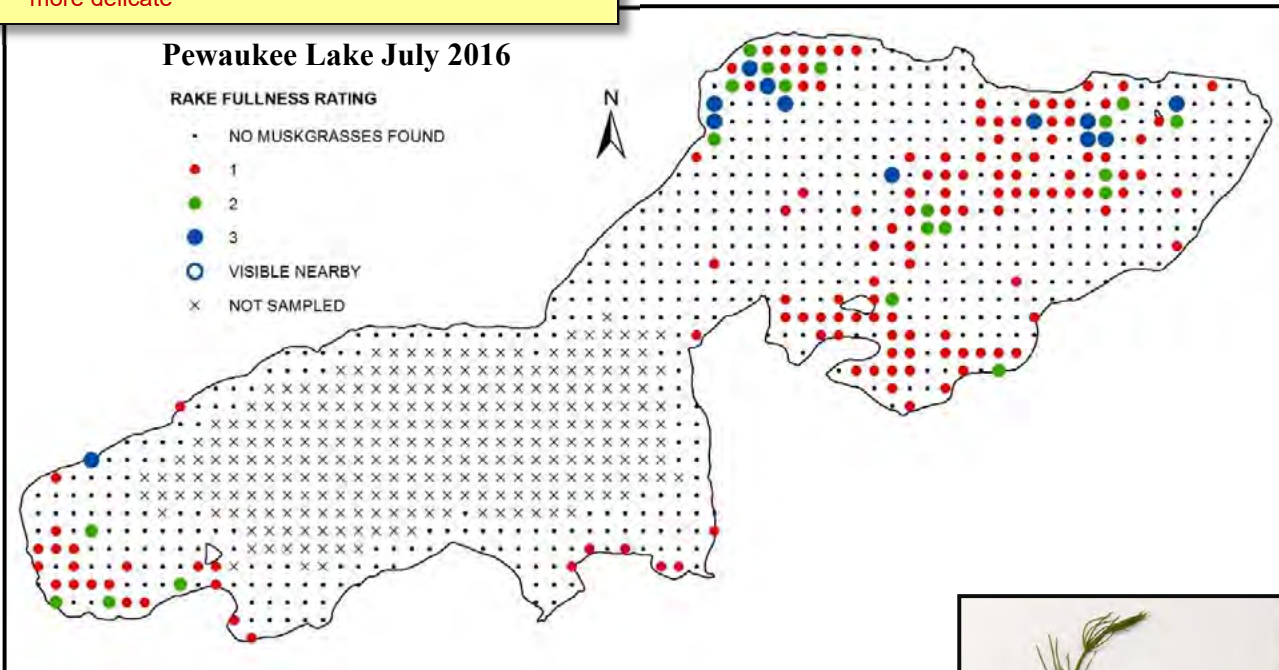 more delicate
Pewaukee Lake July 2016
RAKE FULLNESS RATING
N
NO MUSKGRASSES FOUND
1
2
3
VISIBLE NEARBY
NOT SAMPLED